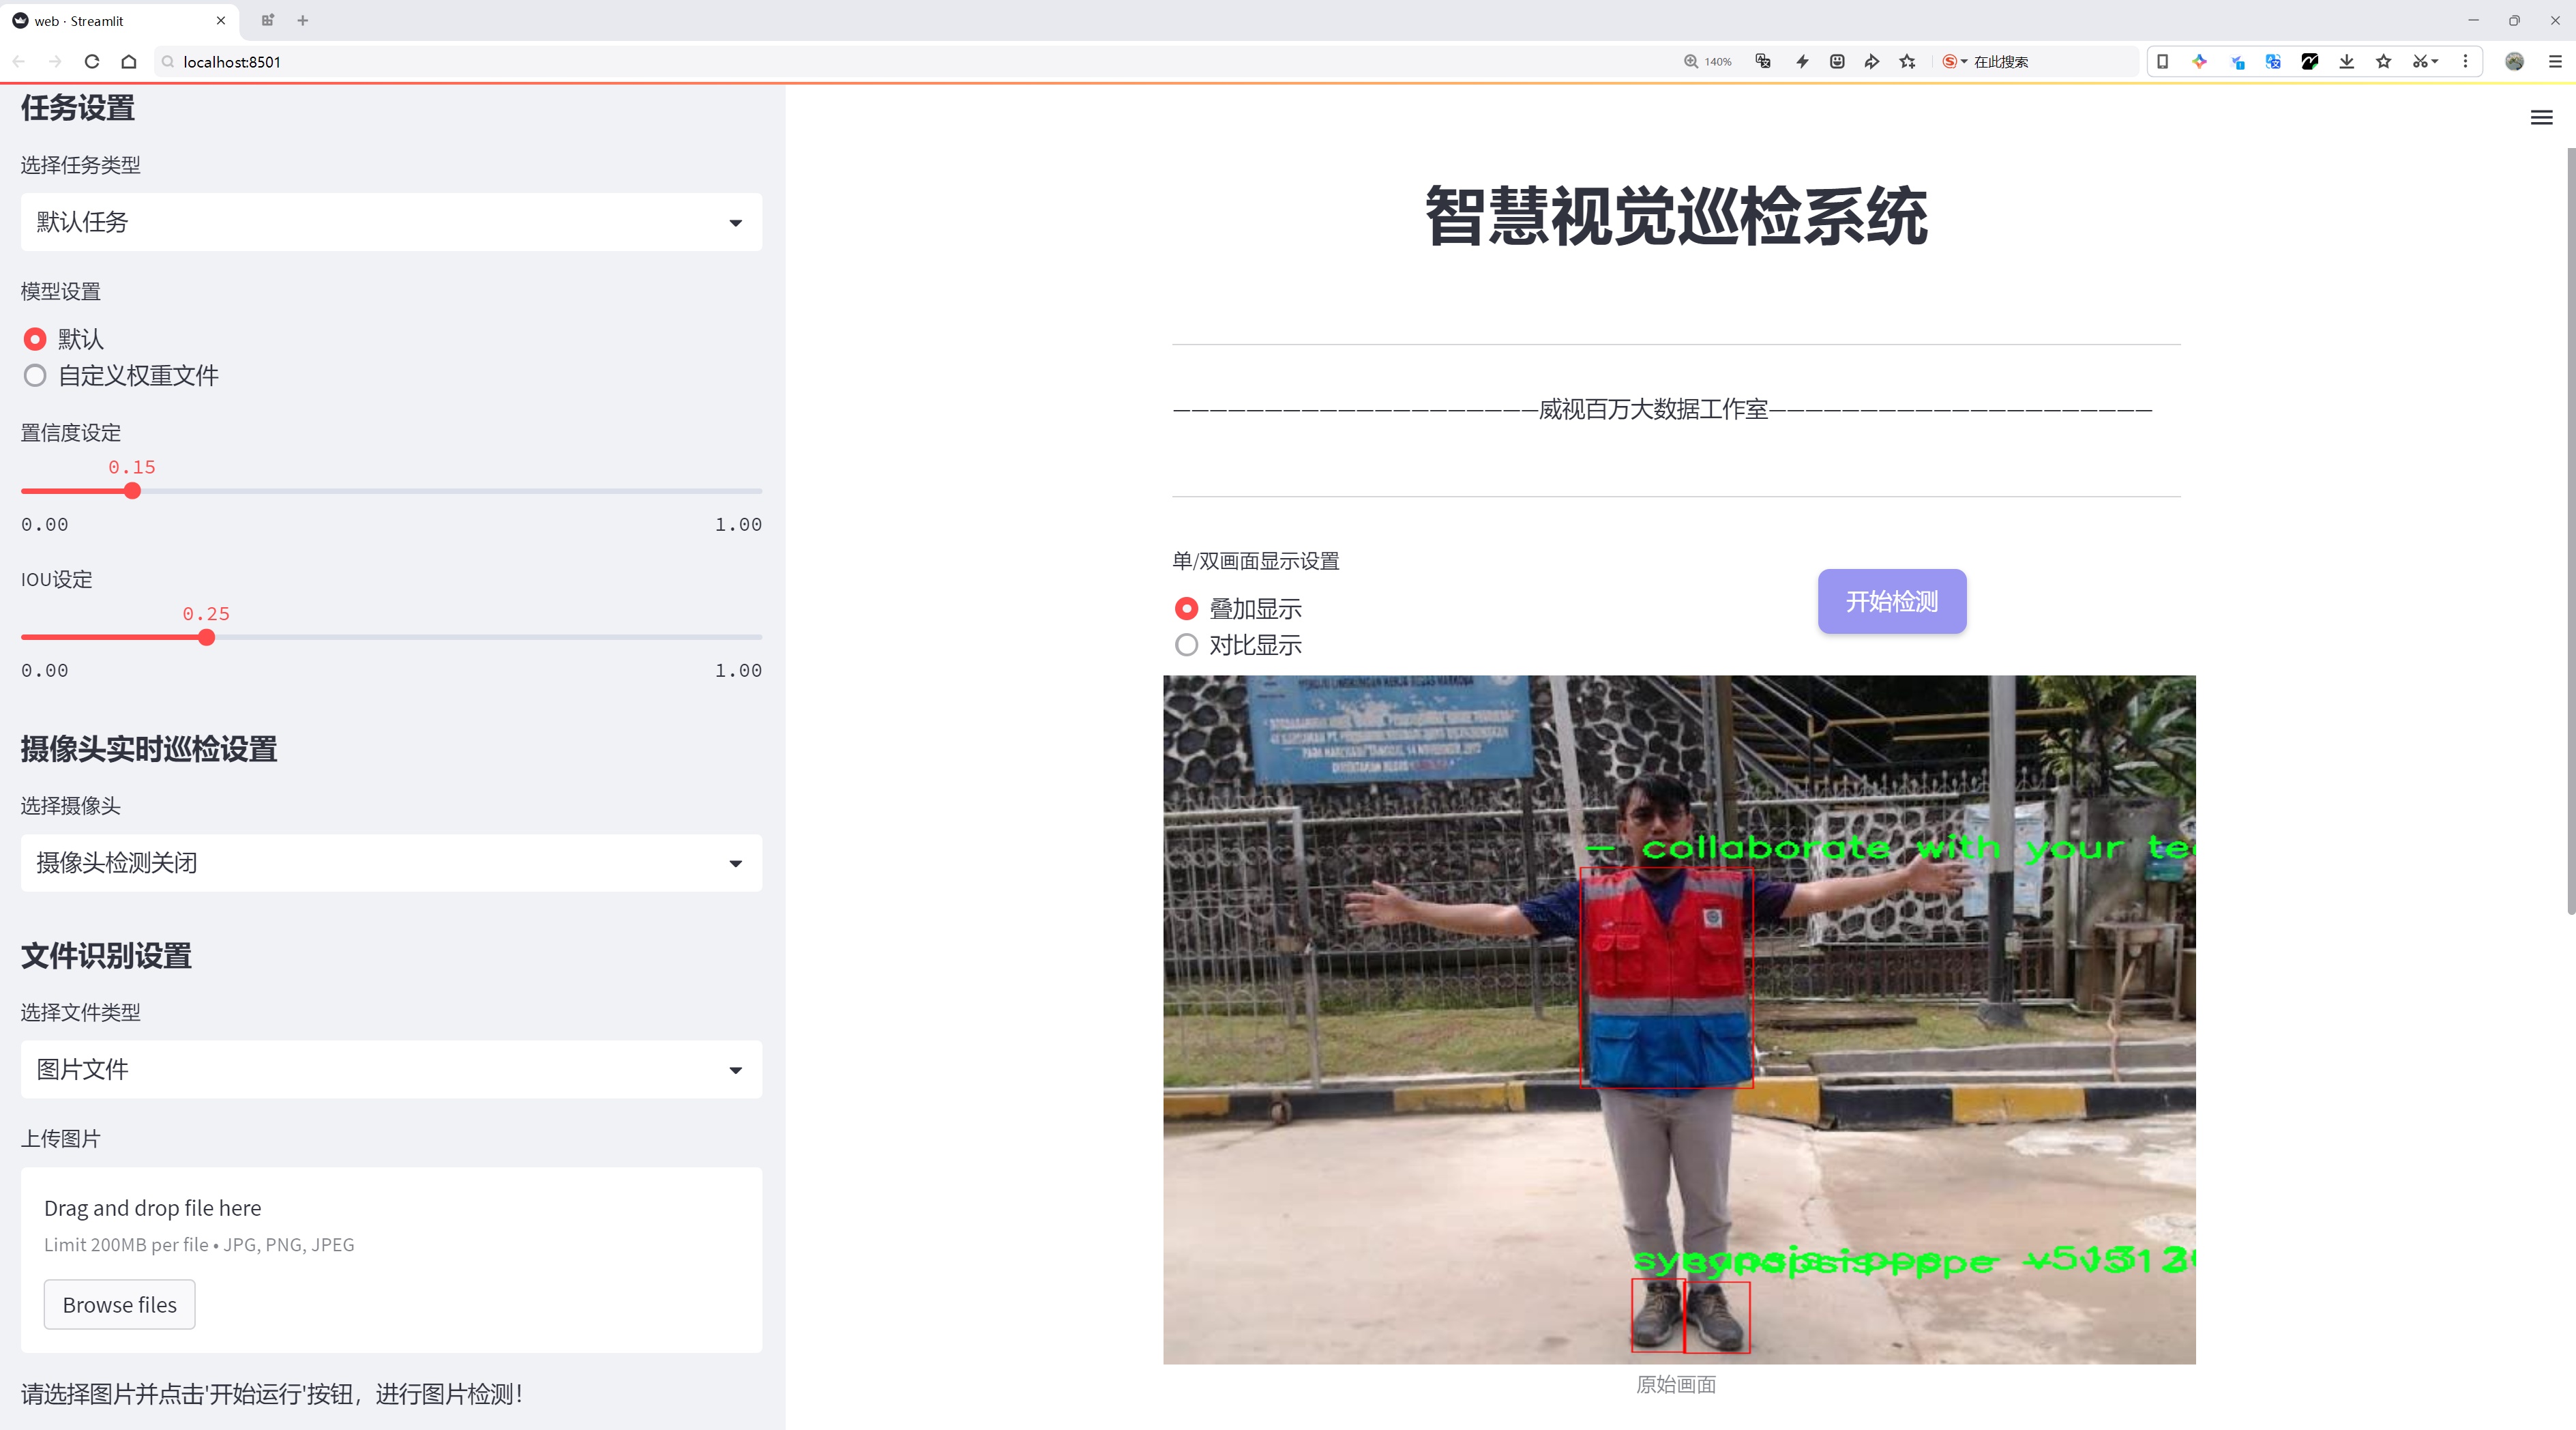 web · Streamlit
localhost:8501
140%
在此搜索
任务设置
选择任务类型
默认任务
模型设置
默认
自定义权重文件
置信度设定
0.15
0.00
1.00
IOU设定
0.25
0.00
1.00
摄像头实时巡检设置
选择摄像头
摄像头检测关闭
文件识别设置
选择文件类型
图片文件
上传图片
Drag and drop file here
Limit 200MB per file • JPG, PNG, JPEG
Browse files
请选择图片并点击'开始运行'按钮，进行图片检测！
智慧视觉巡检系统
————————————————————威视百万大数据工作室—————————————————————
单/双画面显示设置
叠加显示
对比显示
开始检测
— collaborate with your te
原始画面